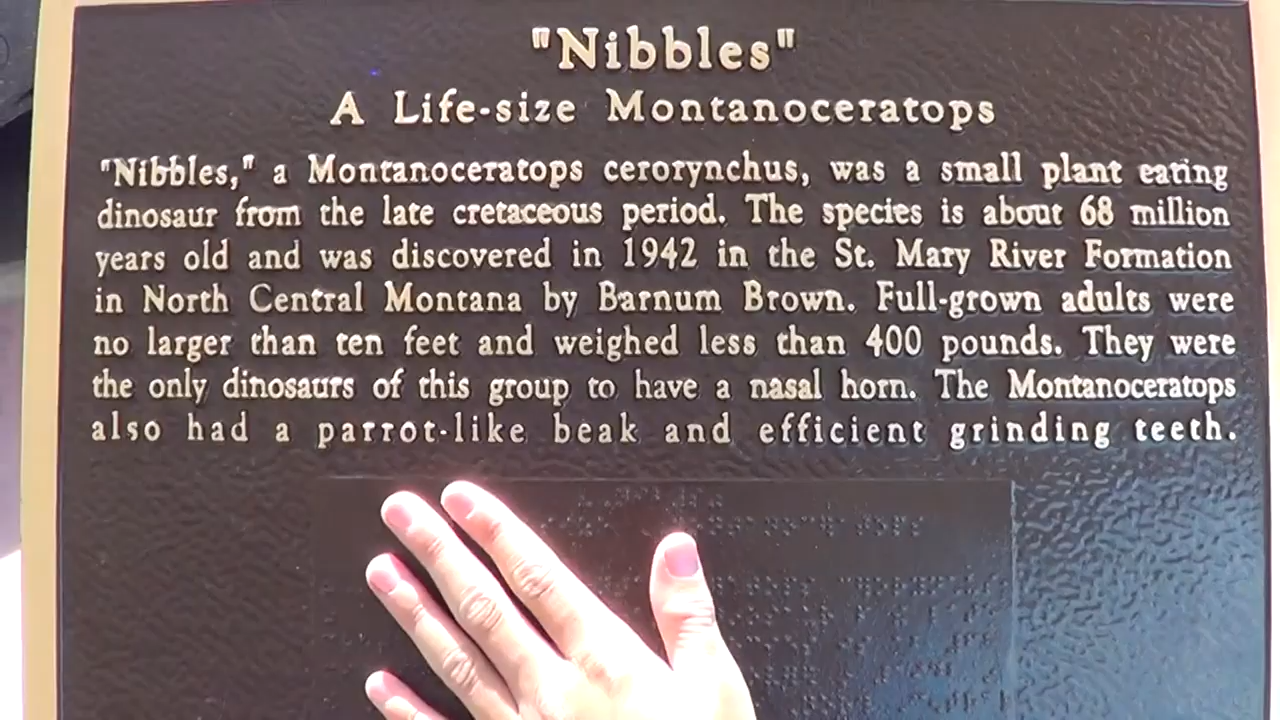 "Nibbles"
A Life-size Montanoceratops
"Nibbles," a Montanoceratops cerorynchus, was a small plant eating
dinosaur from the late cretaceous period. The species is about 68 million
years old and was discovered in 1942 in the St. Mary River Formation
in North Central Montana by Barnum Brown. Full-grown adults were
no larger than ten feet and weighed less than 400 pounds. They were
the only dinosaurs of this group to have a nasal horn. The Montanoceratops
also had a parrot-like beak and efficient grinding teeth.